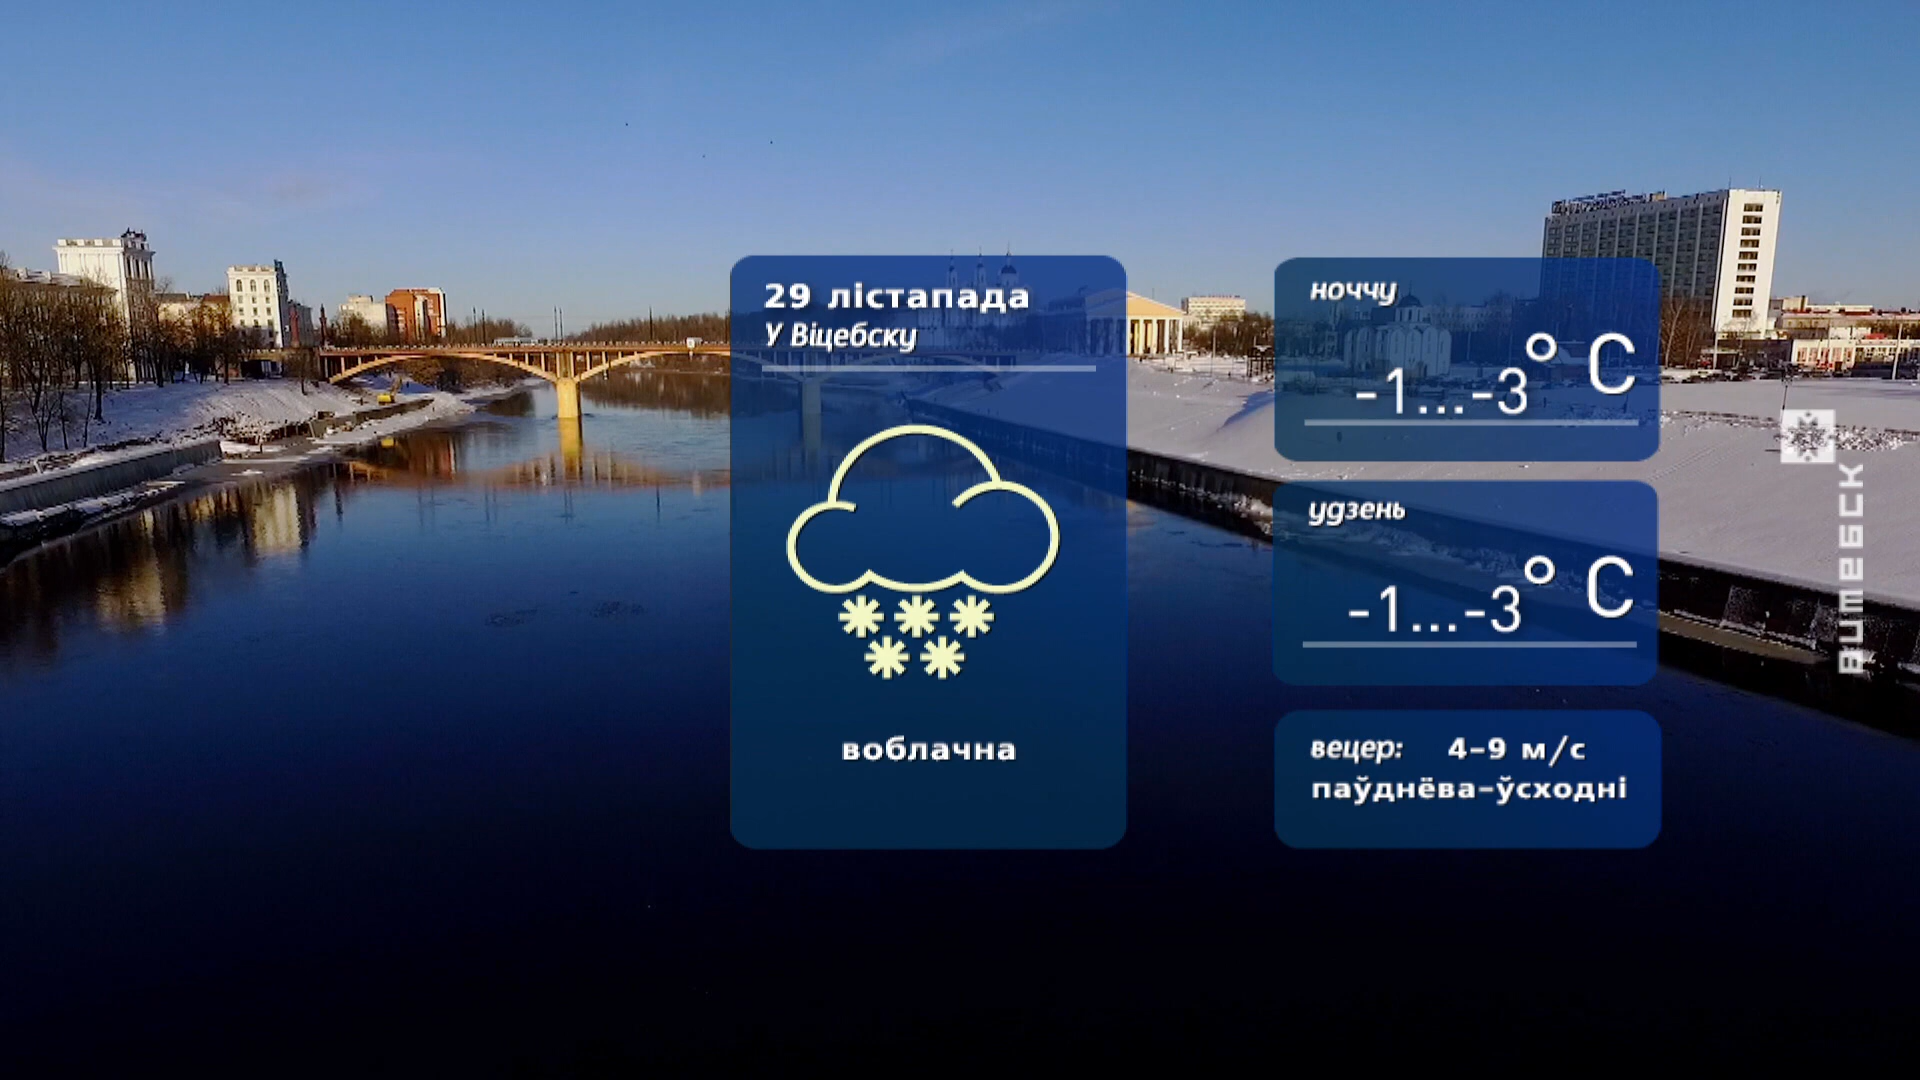 29 лістапада
У Віцебску
воблачна
ноччу
-1...-3° C
удзень
-1...-3° C
вецер: 4-9 м/с
паўднёва-ўсходні
витебск